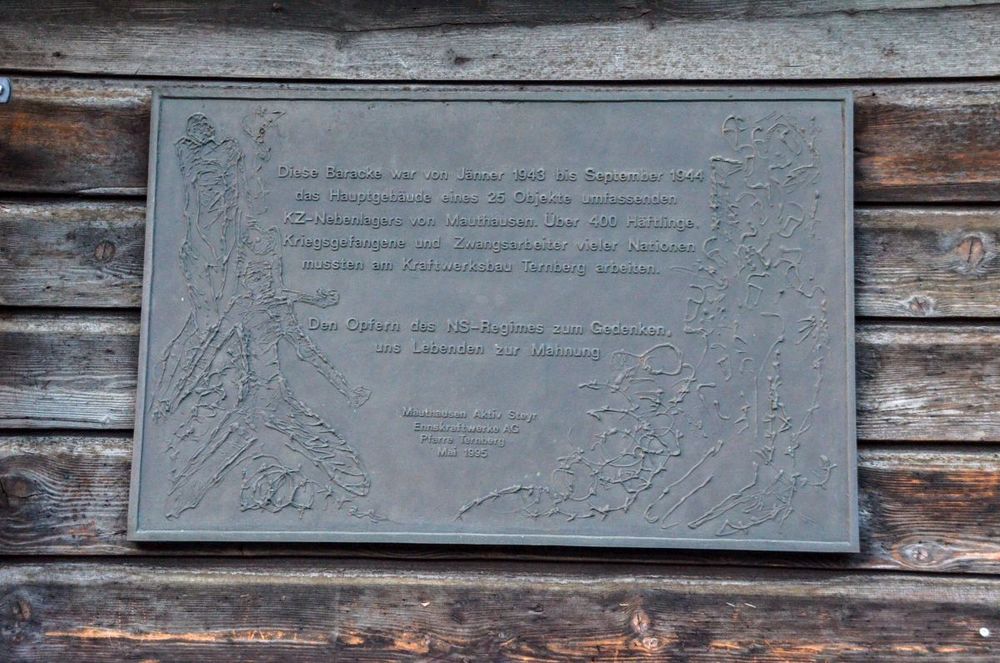 Diese Baracke war von Jänner 1943 bis September 1944
das Hauptgebäude eines 25 Objekte umfassenden
KZ-Nebenlagers von Mauthausen. Über 400 Häftlinge,
Kriegsgefangene und Zwangsarbeiter vieler Nationen
mussten am Kraftwerksbau Ternberg arbeiten.
Den Opfern des NS-Regimes zum Gedenken,
uns Lebenden zur Mahnung
Mauthausen Aktiv Steyr
Ennskraftwerke AG
Pfarre Ternberg
Mai 1995